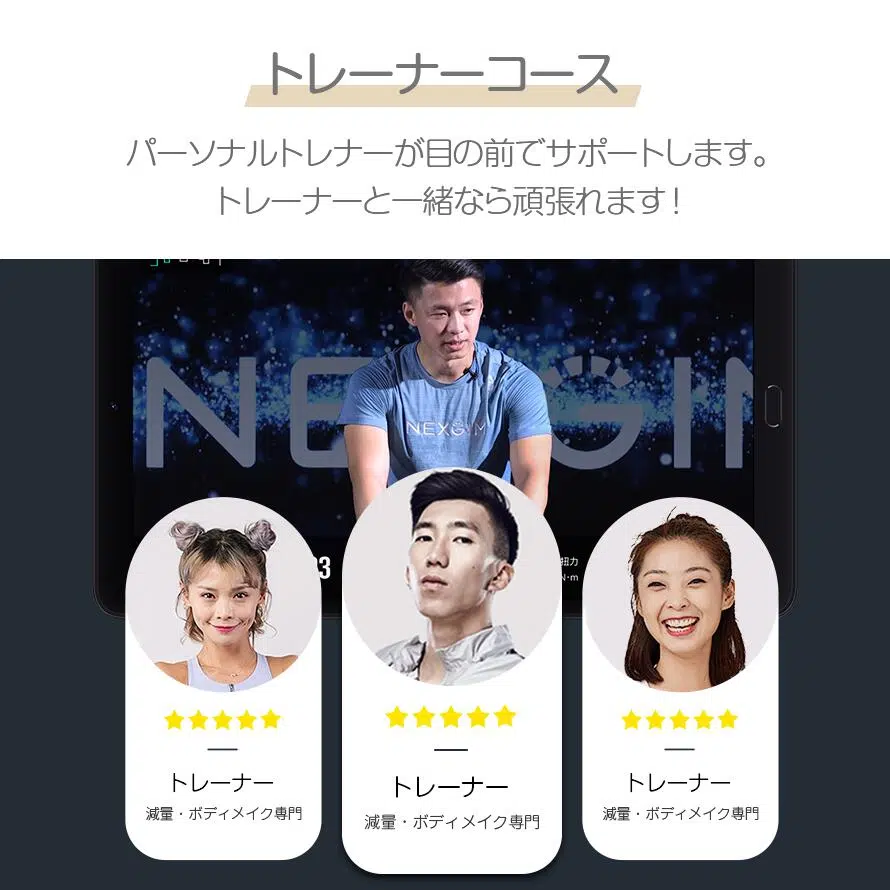 トレーナーコース
パーソナルトレナーが目の前でサポートします。
トレーナーと一緒なら頑張れます!
NEXGIM
NEXGIM
33
扭力
N·m
トレーナー
減量・ボディメイク専門
トレーナー
減量・ボディメイク専門
トレーナー
減量・ボディメイク専門